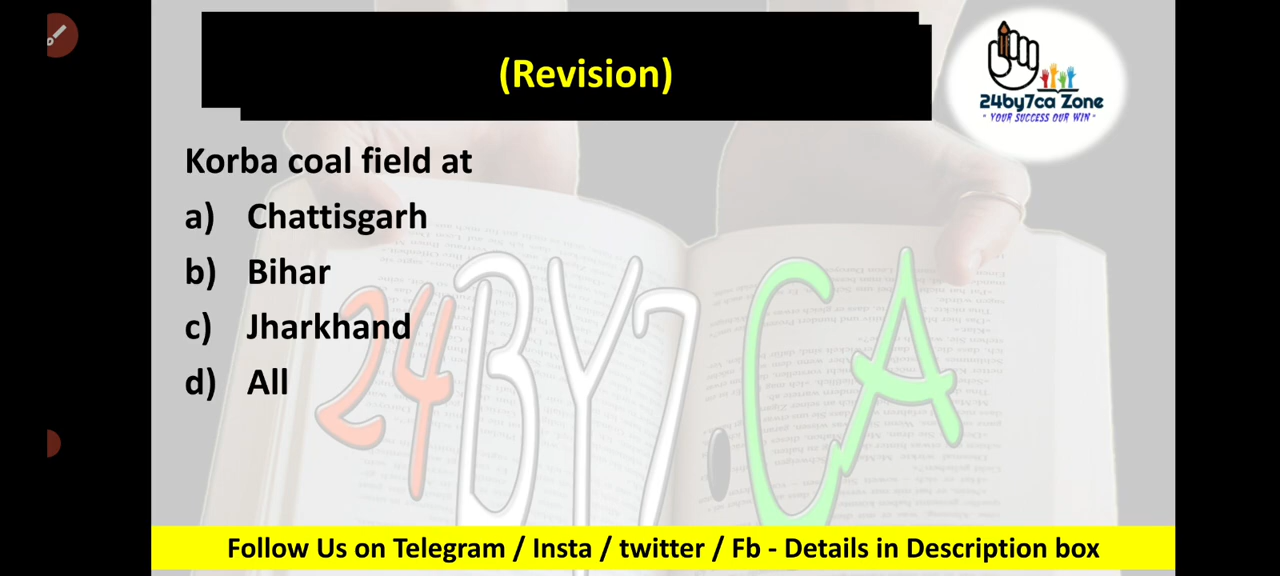 (Revision)
24by7ca Zone
" YOUR SUCCESS OUR WIN "
Korba coal field at
a) Chattisgarh
b) Bihar
c) Jharkhand
d) All
24BY7.CA
Follow Us on Telegram / Insta / twitter / Fb - Details in Description box